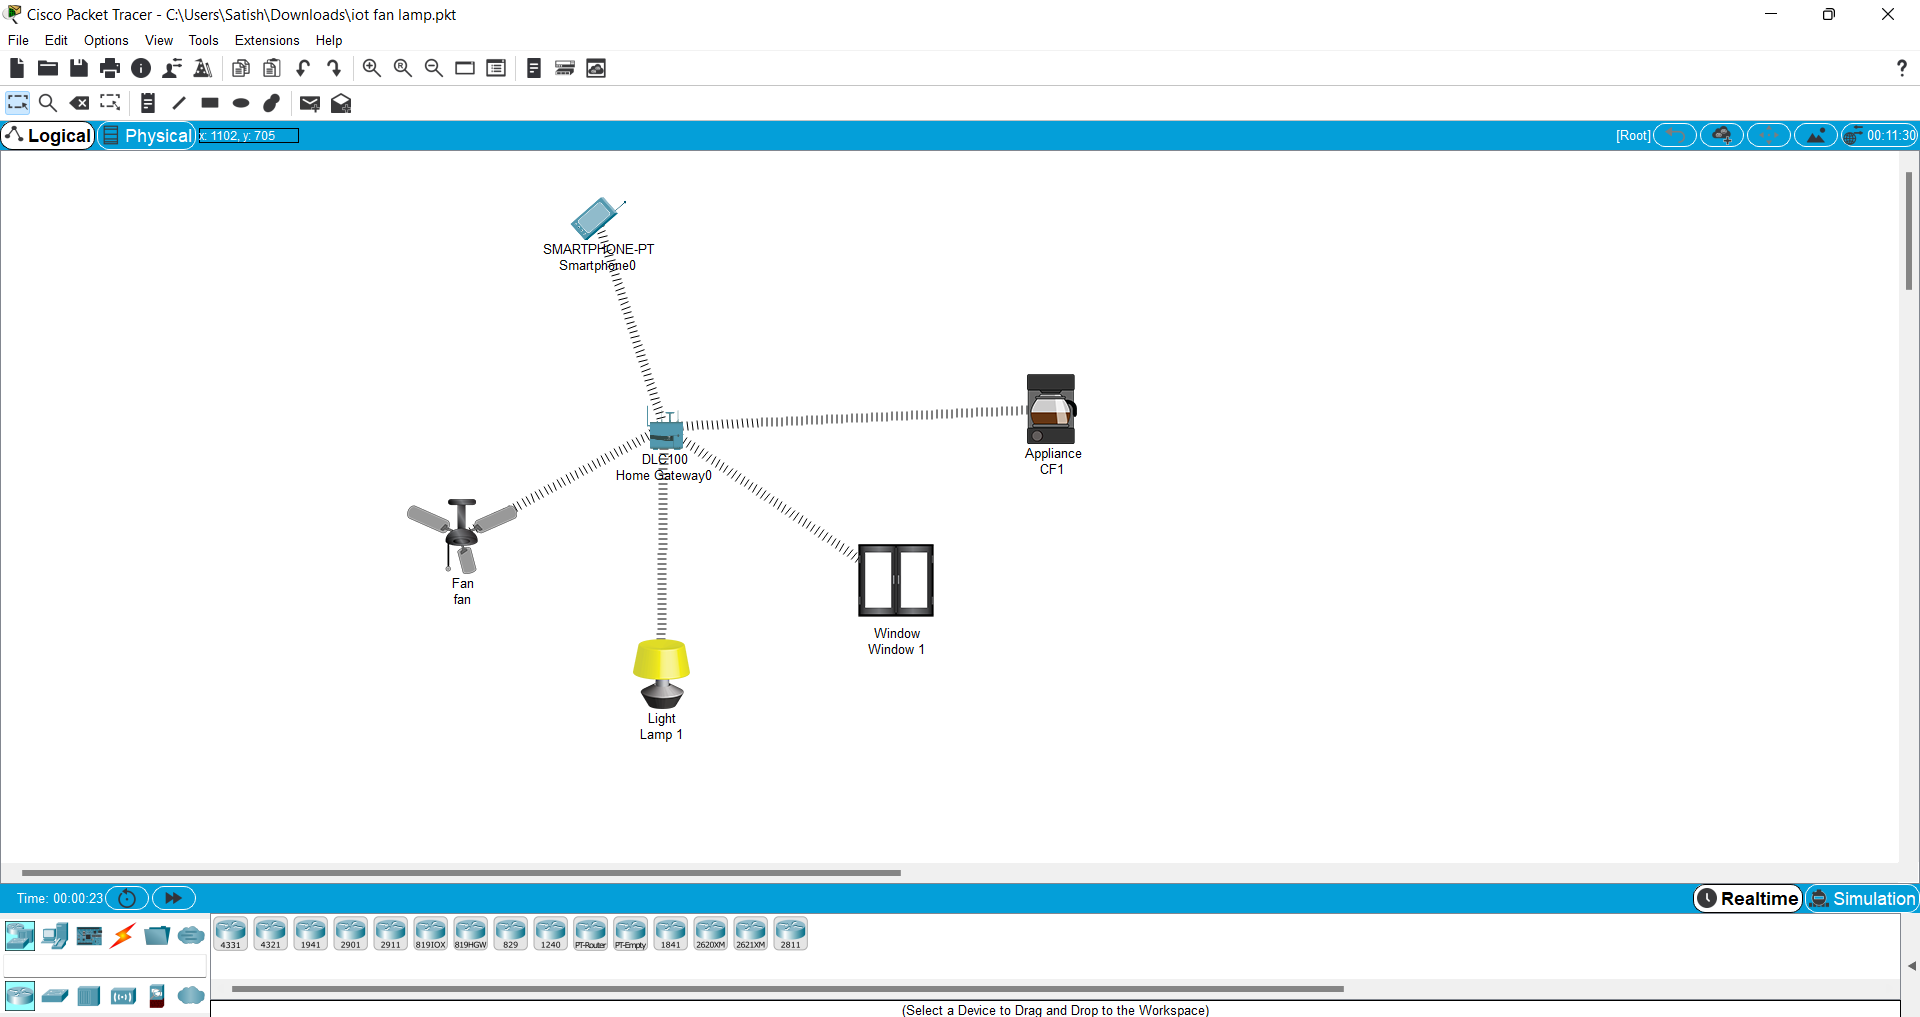 Cisco Packet Tracer - C:\Users\Satish\Downloads\iot fan lamp.pkt
File Edit Options View Tools Extensions Help
?
Logical Physical x: 1102, y: 705 [Root] 00:11:30
SMARTPHONE-PT
Smartphone0
Appliance
CF1
DLC100
Home Gateway0
Fan
fan
Window
Window 1
Light
Lamp 1
Time: 00:00:23 Realtime Simulation
4331 4321 1941 2901 2911 819IOX 819HGW 829 1240 PT-Router PT-Empty 1841 2620XM 2621XM 2811
(Select a Device to Drag and Drop to the Workspace)